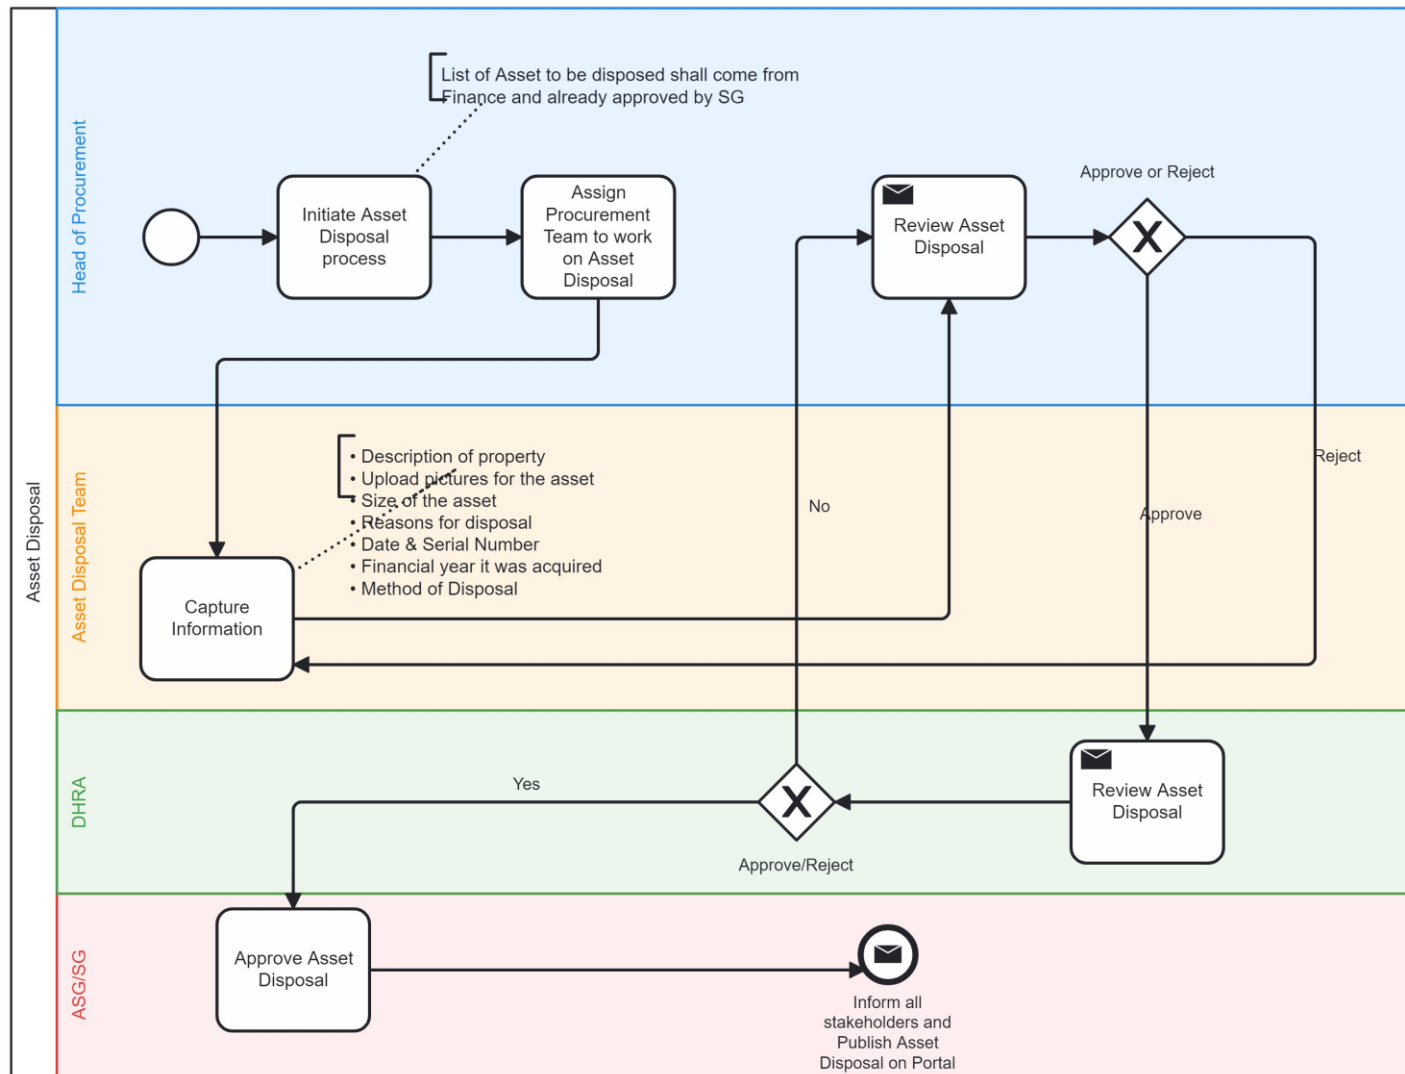 Asset Disposal
Head of Procurement
List of Asset to be disposed shall come from
Finance and already approved by SG
Initiate Asset
Disposal
process
Assign
Procurement
Team to work
on Asset
Disposal
Review Asset
Disposal
Approve or Reject
Reject
Approve
No
Asset Disposal Team
• Description of property
• Upload pictures for the asset
• Size of the asset
• Reasons for disposal
• Date & Serial Number
• Financial year it was acquired
• Method of Disposal
Capture
Information
DHRA
Yes
Approve/Reject
Review Asset
Disposal
ASG/SG
Approve Asset
Disposal
Inform all
stakeholders and
Publish Asset
Disposal on Portal